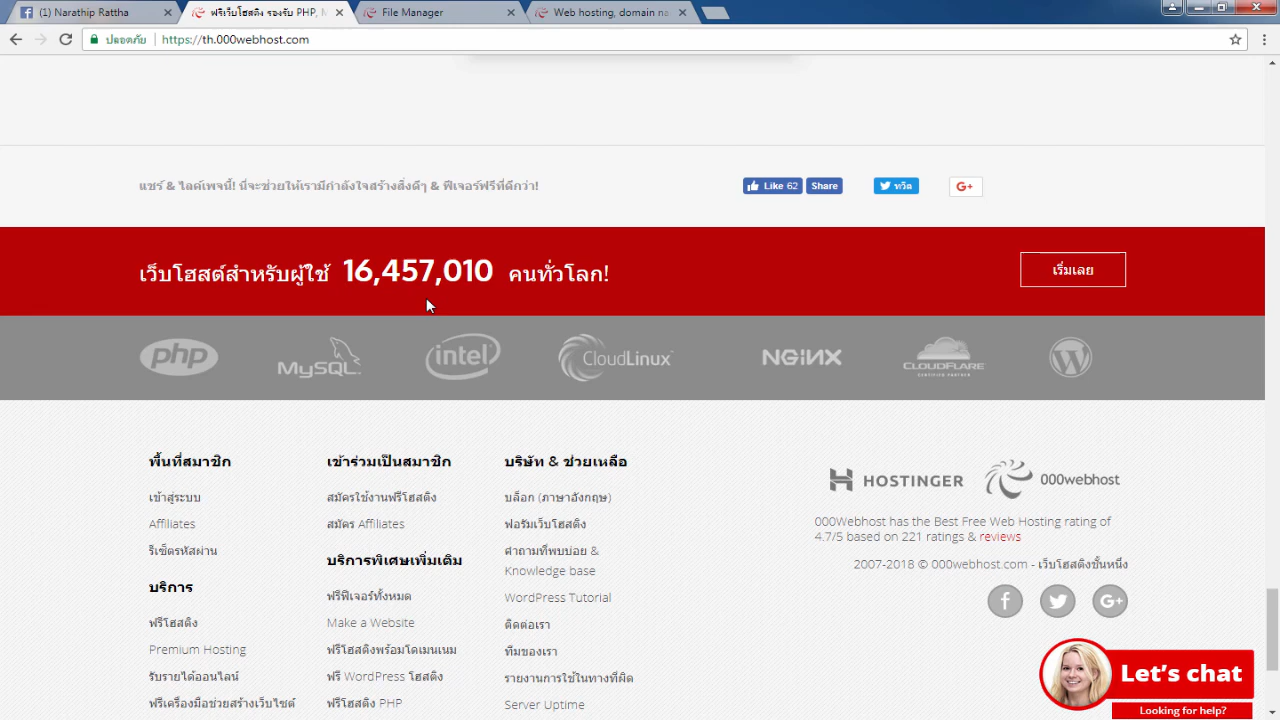 (1) Narathip Rattha
ฟรีเว็บโฮสติ้ง รองรับ PHP, M
File Manager
Web hosting, domain na
ปลอดภัย
https://th.000webhost.com
แชร์ & ไลค์เพจนี้! นี่จะช่วยให้เรามีกำลังใจสร้างสิ่งดีๆ & ฟีเจอร์ฟรีที่ดีกว่า!
Like 62
Share
ทวีต
G+
เว็บโฮสต์สำหรับผู้ใช้ 16,457,010 คนทั่วโลก!
เริ่มเลย
php
MySQL
intel
CloudLinux
NGINX
CLOUDFLARE
CERTIFIED PARTNER
W
พื้นที่สมาชิก
เข้าสู่ระบบ
Affiliates
รีเซ็ตรหัสผ่าน
บริการ
ฟรีโฮสติ้ง
Premium Hosting
รับรายได้ออนไลน์
ฟรีเครื่องมือช่วยสร้างเว็บไซต์
เข้าร่วมเป็นสมาชิก
สมัครใช้งานฟรีโฮสติ้ง
สมัคร Affiliates
บริการพิเศษเพิ่มเติม
ฟรีฟีเจอร์ทั้งหมด
Make a Website
ฟรีโฮสติ้งพร้อมโดเมนเนม
ฟรี WordPress โฮสติ้ง
ฟรีโฮสติ้ง PHP
บริษัท & ช่วยเหลือ
บล็อก (ภาษาอังกฤษ)
ฟอรัมเว็บโฮสติ้ง
คำถามที่พบบ่อย &
Knowledge base
WordPress Tutorial
ติดต่อเรา
ทีมของเรา
รายงานการใช้ในทางที่ผิด
Server Uptime
HOSTINGER
000webhost
000Webhost has the Best Free Web Hosting rating of
4.7/5 based on 221 ratings & reviews
2007-2018 © 000webhost.com - เว็บโฮสติ้งชั้นหนึ่ง
f
G+
Let's chat
Looking for help?